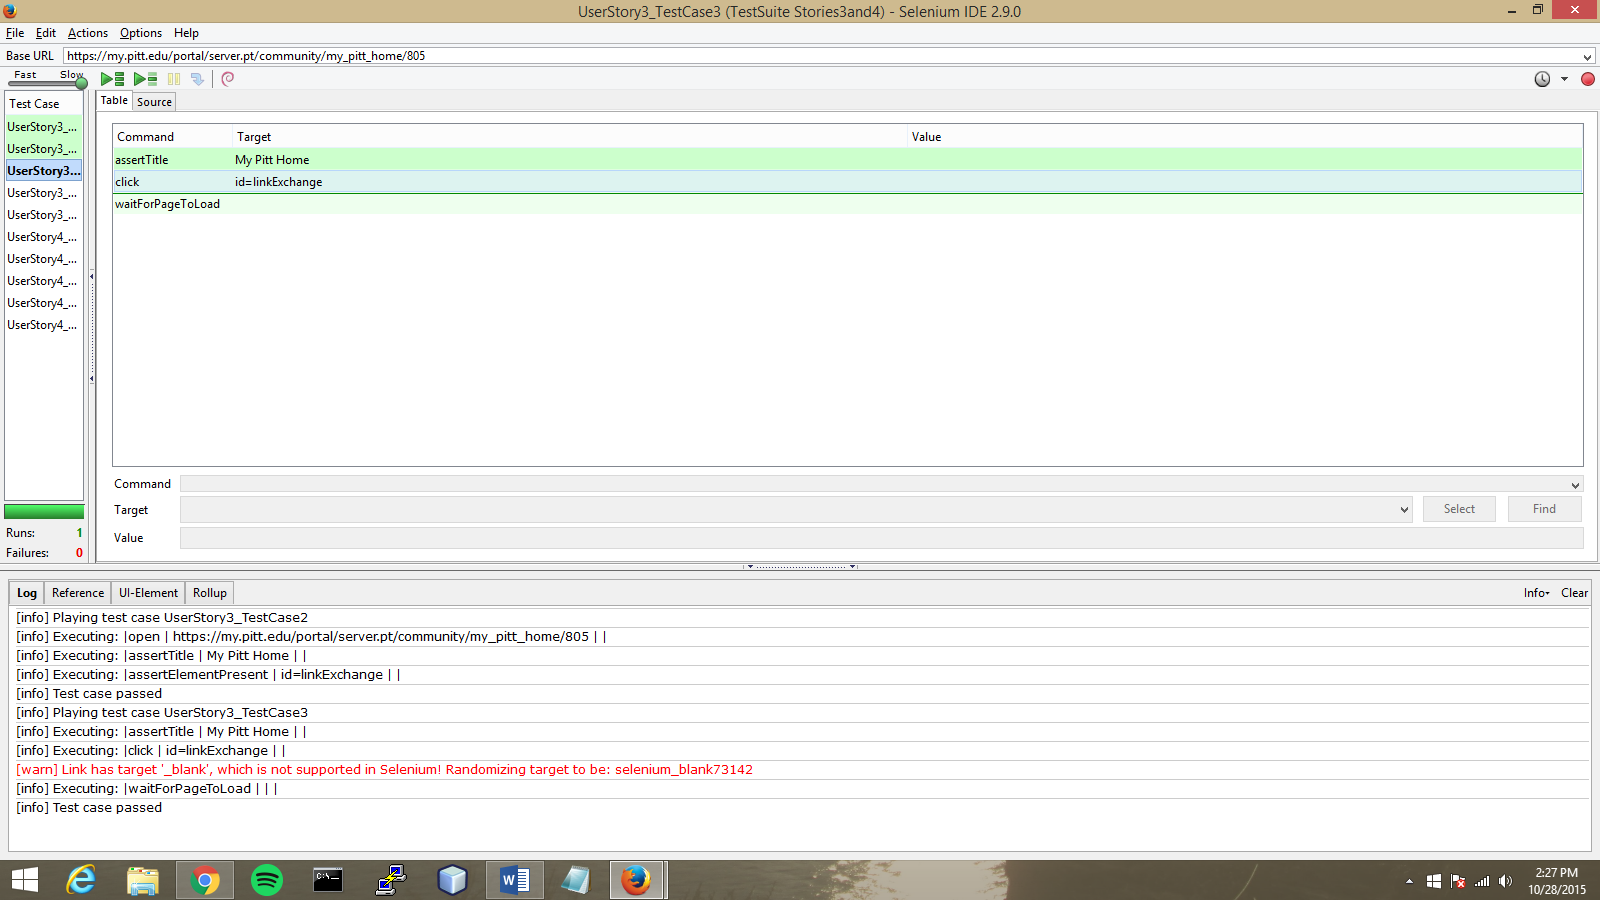 UserStory3_TestCase3 (TestSuite Stories3and4) - Selenium IDE 2.9.0
File Edit Actions Options Help
Base URL https://my.pitt.edu/portal/server.pt/community/my_pitt_home/805
Fast Slow
Test Case
UserStory3_...
UserStory3_...
UserStory3...
UserStory3_...
UserStory3_...
UserStory4_...
UserStory4_...
UserStory4_...
UserStory4_...
UserStory4_...
Runs: 1
Failures: 0
Table Source
Command Target Value
assertTitle My Pitt Home
click id=linkExchange
waitForPageToLoad
Command
Target Select Find
Value
Log Reference UI-Element Rollup Info Clear
[info] Playing test case UserStory3_TestCase2
[info] Executing: |open | https://my.pitt.edu/portal/server.pt/community/my_pitt_home/805 | |
[info] Executing: |assertTitle | My Pitt Home | |
[info] Executing: |assertElementPresent | id=linkExchange | |
[info] Test case passed
[info] Playing test case UserStory3_TestCase3
[info] Executing: |assertTitle | My Pitt Home | |
[info] Executing: |click | id=linkExchange | |
[warn] Link has target '_blank', which is not supported in Selenium! Randomizing target to be: selenium_blank73142
[info] Executing: |waitForPageToLoad | | |
[info] Test case passed
2:27 PM
10/28/2015